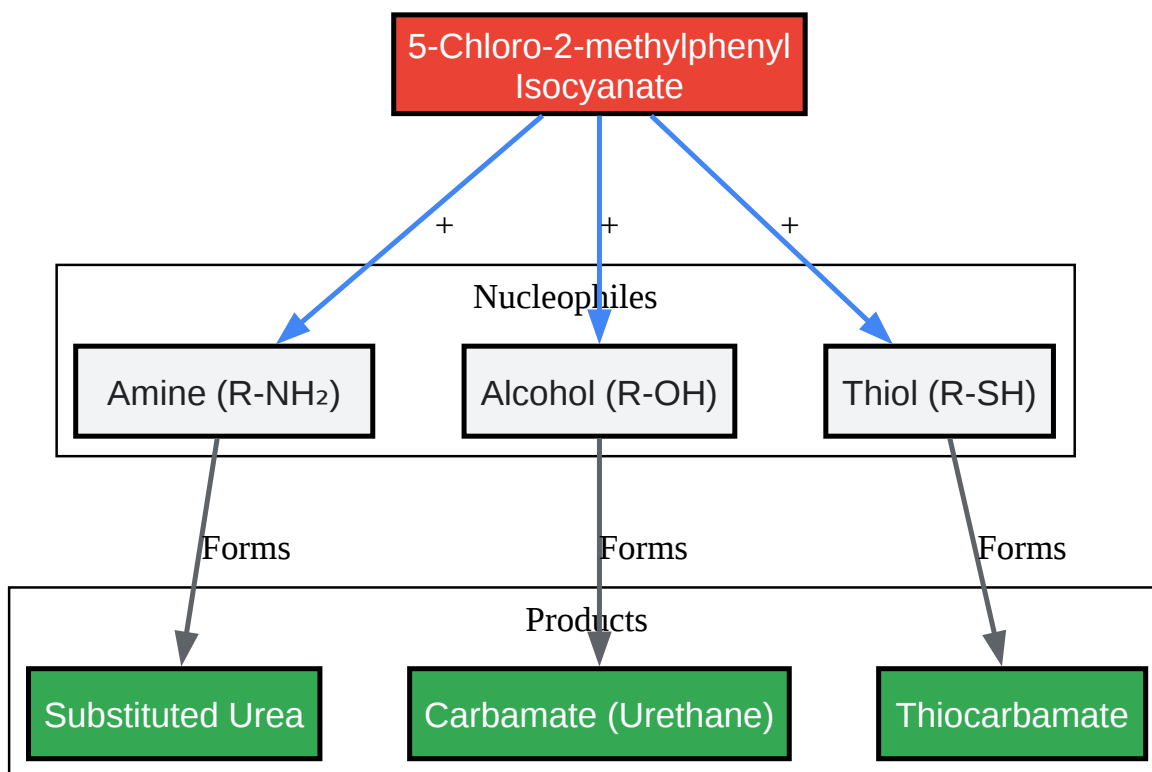 5-Chloro-2-methylphenyl
Isocyanate
+ + +
Nucleophiles
Amine (R-NH₂) Alcohol (R-OH) Thiol (R-SH)
Forms Forms Forms
Products
Substituted Urea Carbamate (Urethane) Thiocarbamate